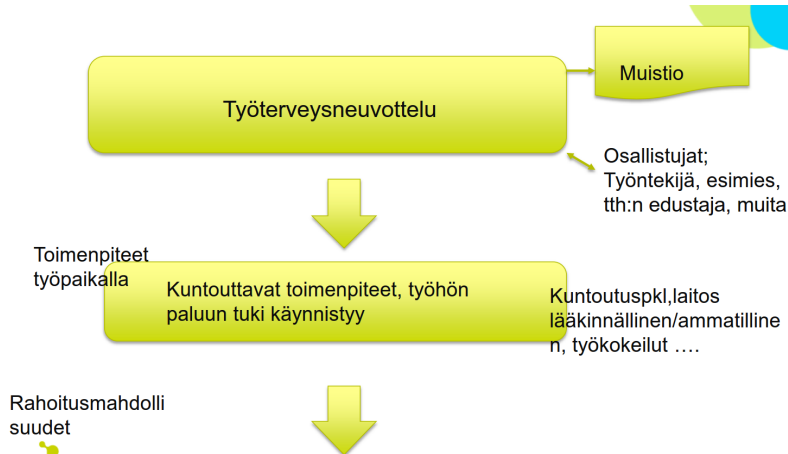 Muistio
Työterveysneuvottelu
Osallistujat;
Työntekijä, esimies,
tth:n edustaja, muita
Toimenpiteet
työpaikalla
Kuntouttavat toimenpiteet, työhön
paluun tuki käynnistyy
Kuntoutuspkl,laitos
lääkinnällinen/ammatilline
n, työkokeilut ….
Rahoitusmahdolli
suudet